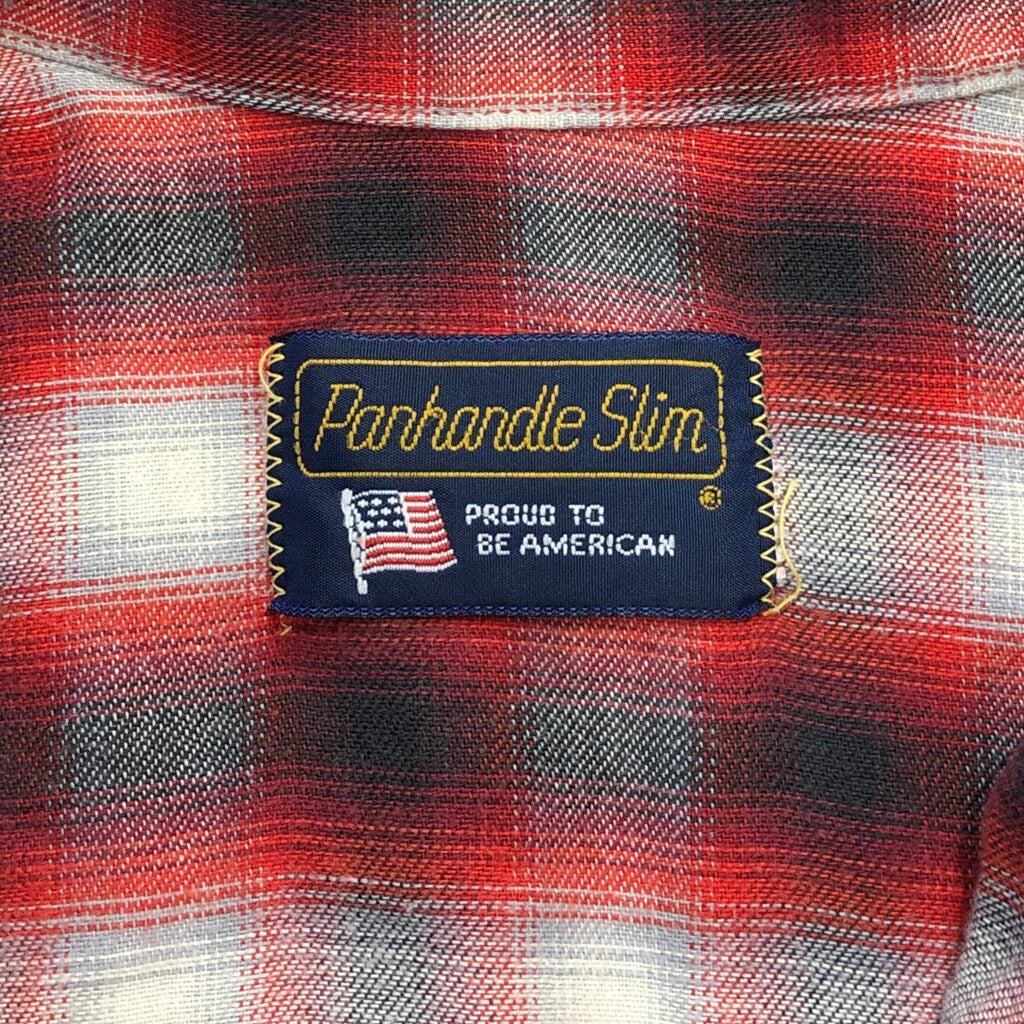 Panhandle Slim
®
PROUD TO
BE AMERICAN